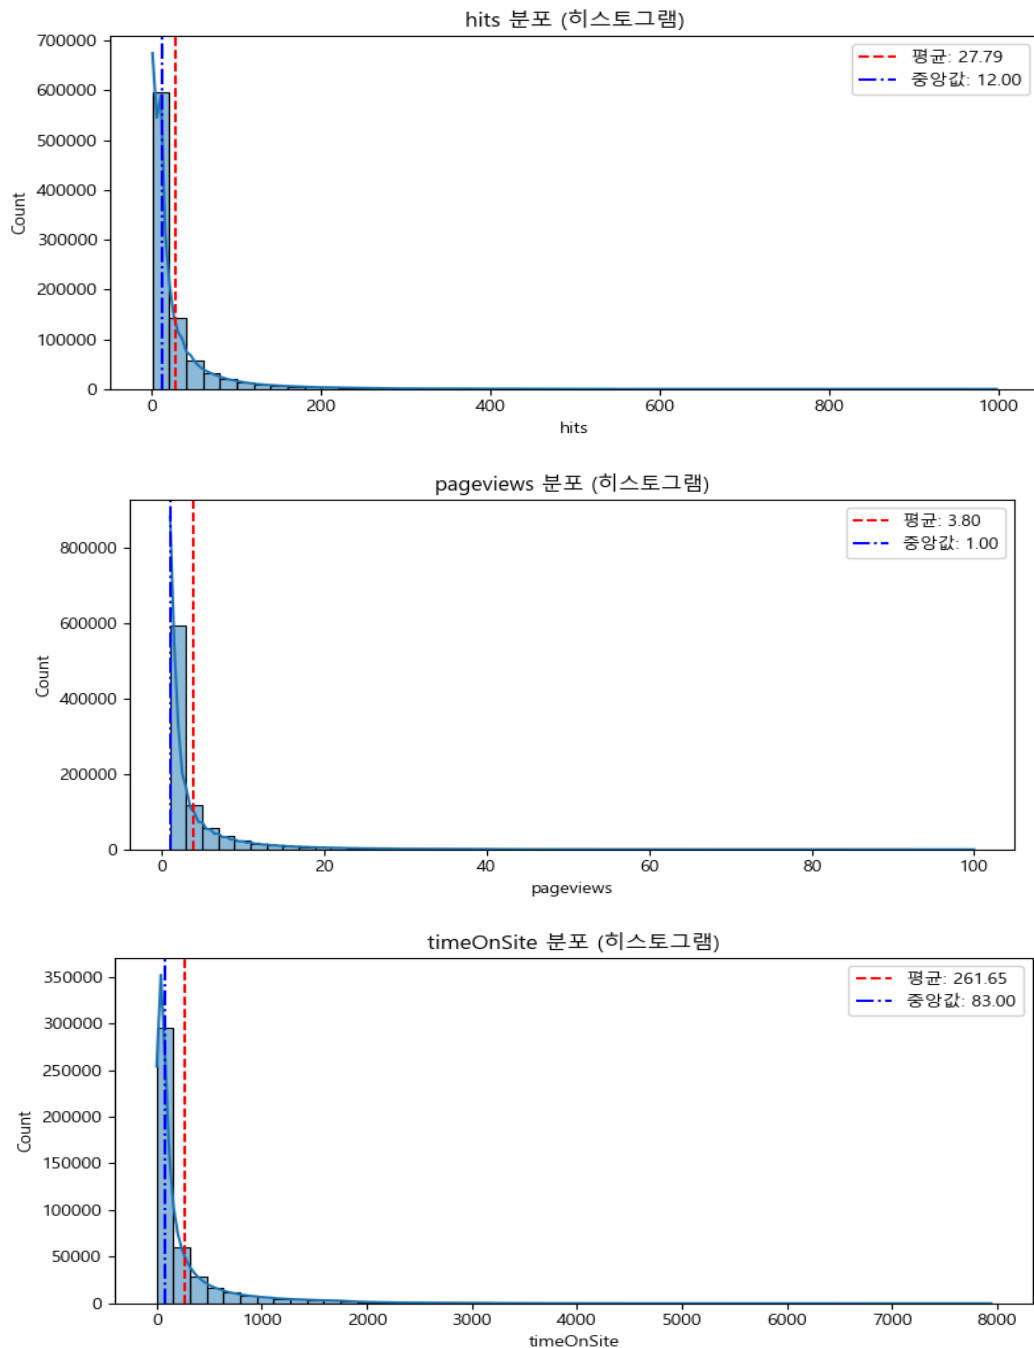 hits 분포 (히스토그램)
700000
600000
500000
400000
300000
200000
100000
0
Count
평균: 27.79
중앙값: 12.00
0 200 400 600 800 1000
hits
pageviews 분포 (히스토그램)
800000
600000
400000
200000
0
Count
평균: 3.80
중앙값: 1.00
0 20 40 60 80 100
pageviews
timeOnSite 분포 (히스토그램)
350000
300000
250000
200000
150000
100000
50000
0
Count
평균: 261.65
중앙값: 83.00
0 1000 2000 3000 4000 5000 6000 7000 8000
timeOnSite